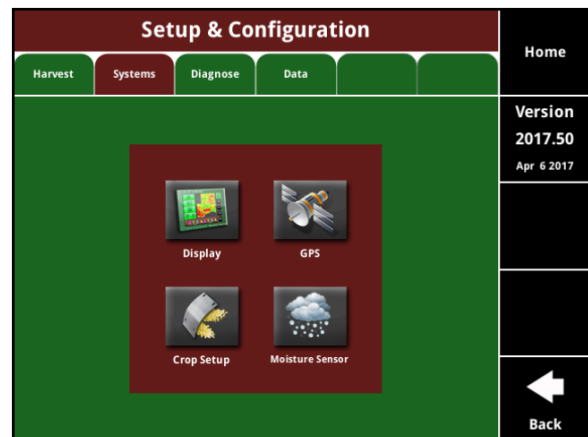 Setup & Configuration
Home
Harvest
Systems
Diagnose
Data
Version
2017.50
Apr 6 2017
Display
GPS
Crop Setup
Moisture Sensor
Back